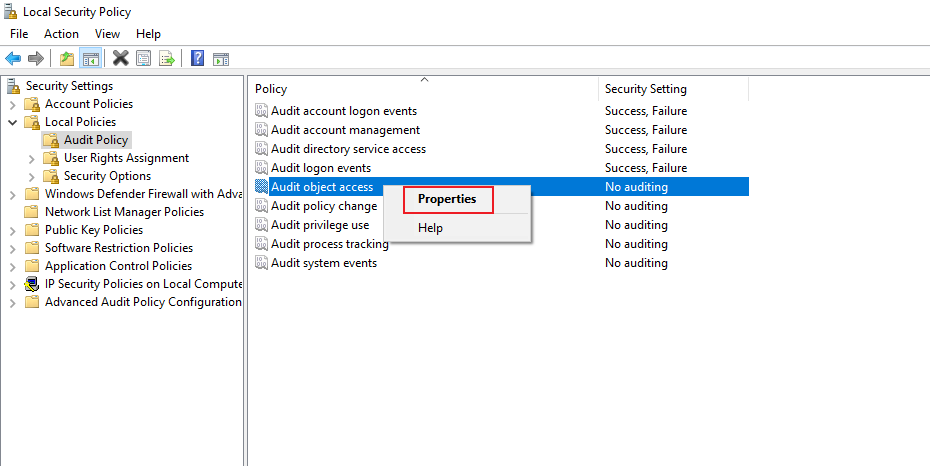 Local Security Policy
File Action View Help
Security Settings
Account Policies
Local Policies
Audit Policy
User Rights Assignment
Security Options
Windows Defender Firewall with Adva
Network List Manager Policies
Public Key Policies
Software Restriction Policies
Application Control Policies
IP Security Policies on Local Compute
Advanced Audit Policy Configuration
Policy Security Setting
Audit account logon events Success, Failure
Audit account management Success, Failure
Audit directory service access Success, Failure
Audit logon events Success, Failure
Audit object access No auditing
Audit policy change No auditing
Audit privilege use No auditing
Audit process tracking No auditing
Audit system events No auditing
Properties
Help